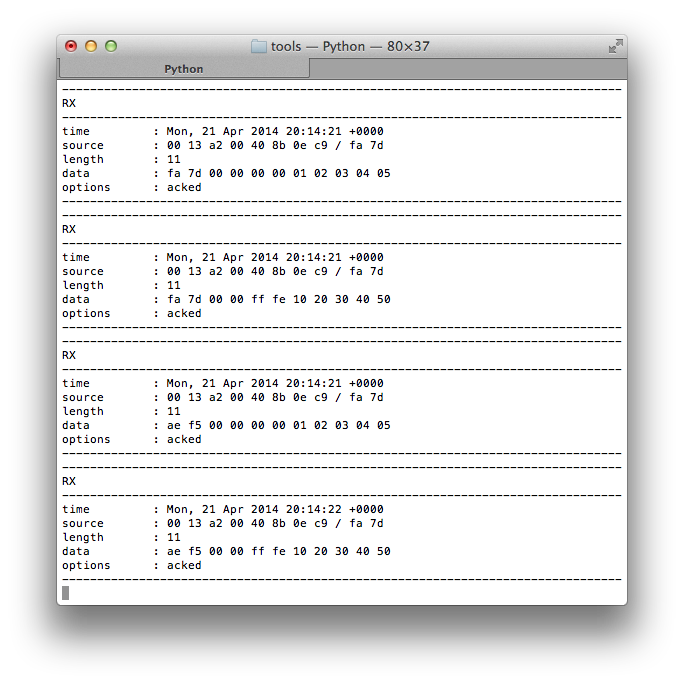 tools — Python — 80×37
Python
--------------------------------------------------------------------------------
RX
--------------------------------------------------------------------------------
time         : Mon, 21 Apr 2014 20:14:21 +0000
source       : 00 13 a2 00 40 8b 0e c9 / fa 7d
length       : 11
data         : fa 7d 00 00 00 00 01 02 03 04 05
options      : acked
--------------------------------------------------------------------------------
--------------------------------------------------------------------------------
RX
--------------------------------------------------------------------------------
time         : Mon, 21 Apr 2014 20:14:21 +0000
source       : 00 13 a2 00 40 8b 0e c9 / fa 7d
length       : 11
data         : fa 7d 00 00 ff fe 10 20 30 40 50
options      : acked
--------------------------------------------------------------------------------
--------------------------------------------------------------------------------
RX
--------------------------------------------------------------------------------
time         : Mon, 21 Apr 2014 20:14:21 +0000
source       : 00 13 a2 00 40 8b 0e c9 / fa 7d
length       : 11
data         : ae f5 00 00 00 00 01 02 03 04 05
options      : acked
--------------------------------------------------------------------------------
--------------------------------------------------------------------------------
RX
--------------------------------------------------------------------------------
time         : Mon, 21 Apr 2014 20:14:22 +0000
source       : 00 13 a2 00 40 8b 0e c9 / fa 7d
length       : 11
data         : ae f5 00 00 ff fe 10 20 30 40 50
options      : acked
--------------------------------------------------------------------------------